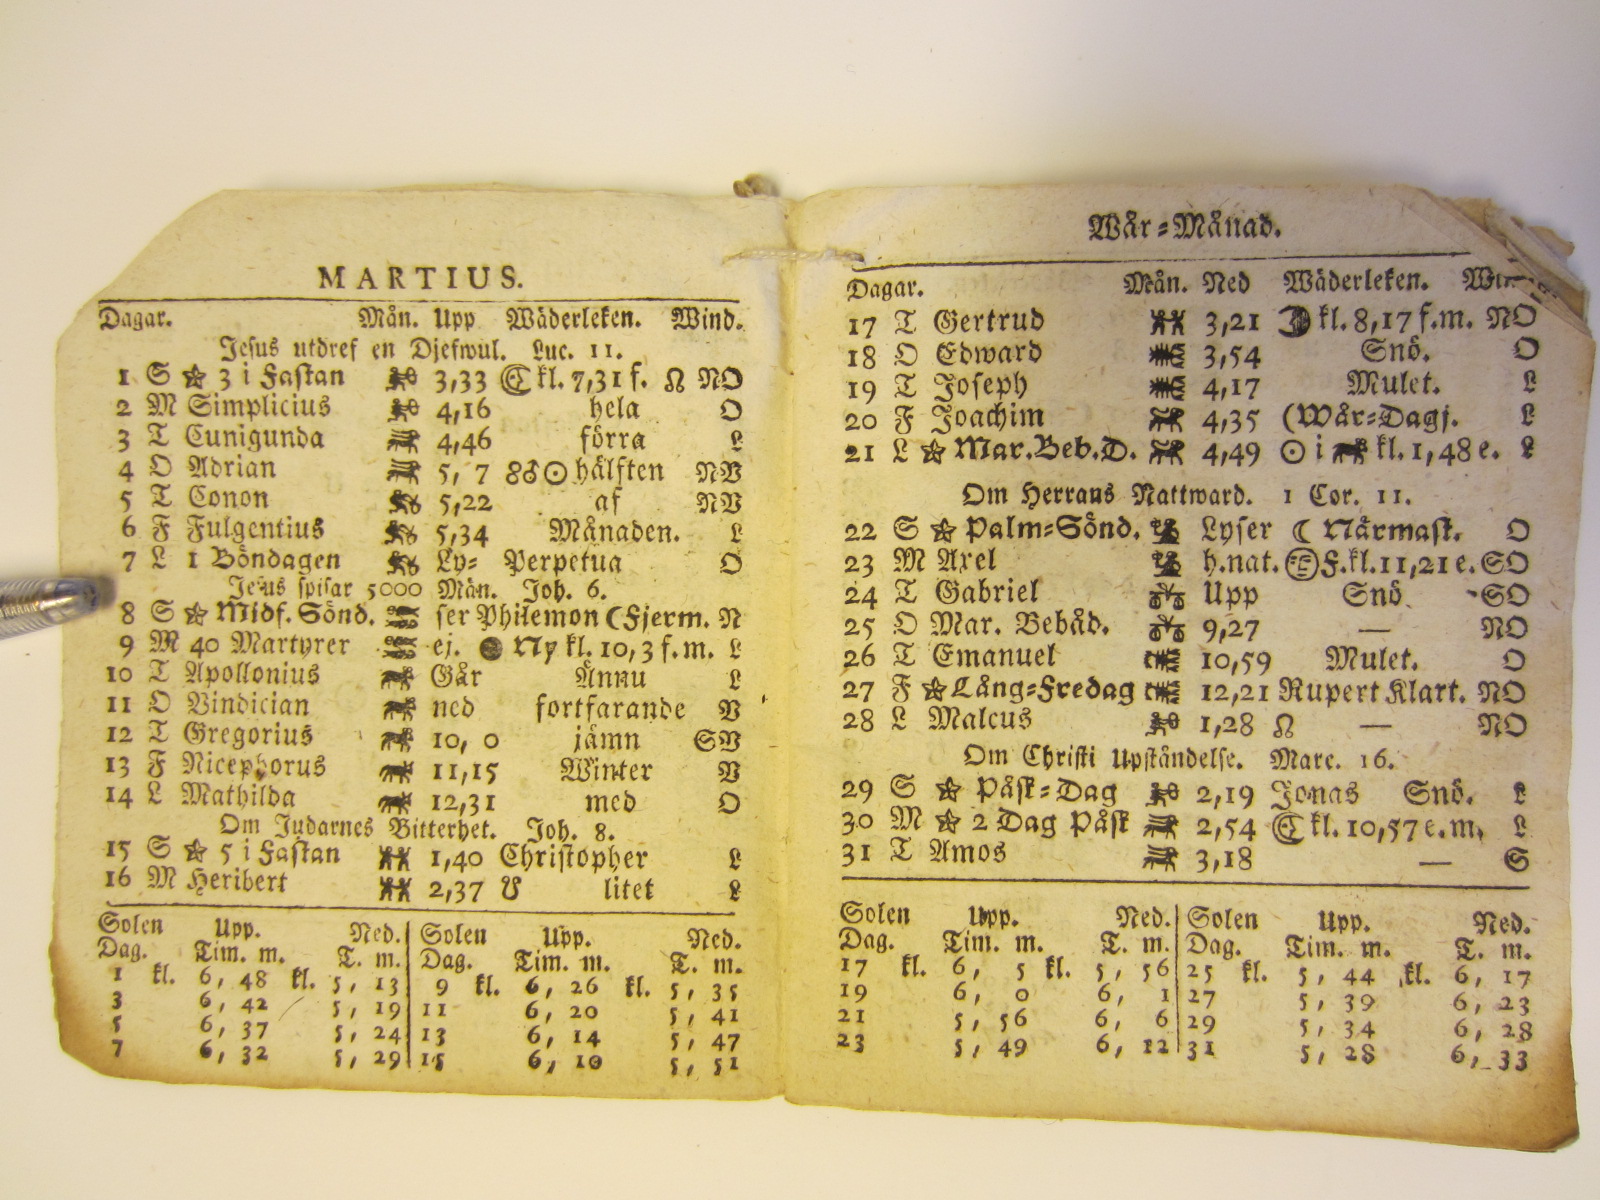 MARTIUS.
Dagar. Mån. Upp Wäderleken. Wind.
Jesus utdref en Djefwul. Luc. 11.
1 S ☆ 3 i Fastan 3,33 ☾ kl. 7,31 f. ☊ NO
2 M Simplicius 4,16 hela O
3 T Cunigunda 4,46 förra L
4 O Adrian 5, 7 ☍♁☉ hälften NV
5 T Conon 5,22 af NV
6 F Fulgentius 5,34 Månaden. L
7 L 1 Böndagen Ly= Perpetua O
Jesus spisar 5000 Män. Joh. 6.
8 S ☆ Midf. Sönd. ser Philemon ☾ Fjerm. N
9 M 40 Martyrer ej. ● Ny kl. 10,3 f.m. L
10 T Apollonius Går Ännu L
11 O Vindician ned fortfarande V
12 T Gregorius 10, 0 jämn SV
13 F Nicephorus 11,15 Winter V
14 L Mathilda 12,31 med O
Om Judarnes Bitterhet. Joh. 8.
15 S ☆ 5 i Fastan 1,40 Christopher L
16 M Heribert 2,37 ☋ litet L
Solen Upp. Ned. Solen Upp. Ned.
Dag. Tim. m. T. m. Dag. Tim. m. T. m.
1 kl. 6, 48 kl. 5, 13 9 kl. 6, 26 kl. 5, 35
3 6, 42 5, 19 11 6, 20 5, 41
5 6, 37 5, 24 13 6, 14 5, 47
7 6, 32 5, 29 15 6, 10 5, 51
Wår=Månad.
Dagar. Mån. Ned Wäderleken.
17 T Gertrud 3,21 ☽ kl. 8,17 f.m. NO
18 O Edward 3,54 Snö. O
19 T Joseph 4,17 Mulet. L
20 F Joachim 4,35 (Wår=Dagj. L
21 L ☆ Mar. Beb. D. 4,49 ☉ i ♈ kl. 1,48 e. L
Om Herrans Nattward. 1 Cor. 11.
22 S ☆ Palm=Sönd. Lyser ☾ Närmast. O
23 M Axel h.nat. F. kl. 11,21 e. SO
24 T Gabriel Upp Snö SO
25 O Mar. Bebåd. 9,27 — NO
26 T Emanuel 10,59 Mulet. O
27 F ☆ Lång=Fredag 12,21 Rupert Klart. NO
28 L Malcus 1,28 ☊ — NO
Om Christi Upståndelse. Marc. 16.
29 S ☆ Påsk=Dag 2,19 Jonas Snö. L
30 M ☆ 2 Dag Påsk 2,54 ☾ kl. 10,57 e.m. L
31 T Amos 3,18 — S
Solen Upp. Ned. Solen Upp. Ned.
Dag. Tim. m. T. m. Dag. Tim. m. T. m.
17 kl. 6, 5 kl. 5, 56 25 kl. 5, 44 kl. 6, 17
19 6, 0 6, 1 27 5, 39 6, 23
21 5, 56 6, 6 29 5, 34 6, 28
23 5, 49 6, 12 31 5, 28 6, 33